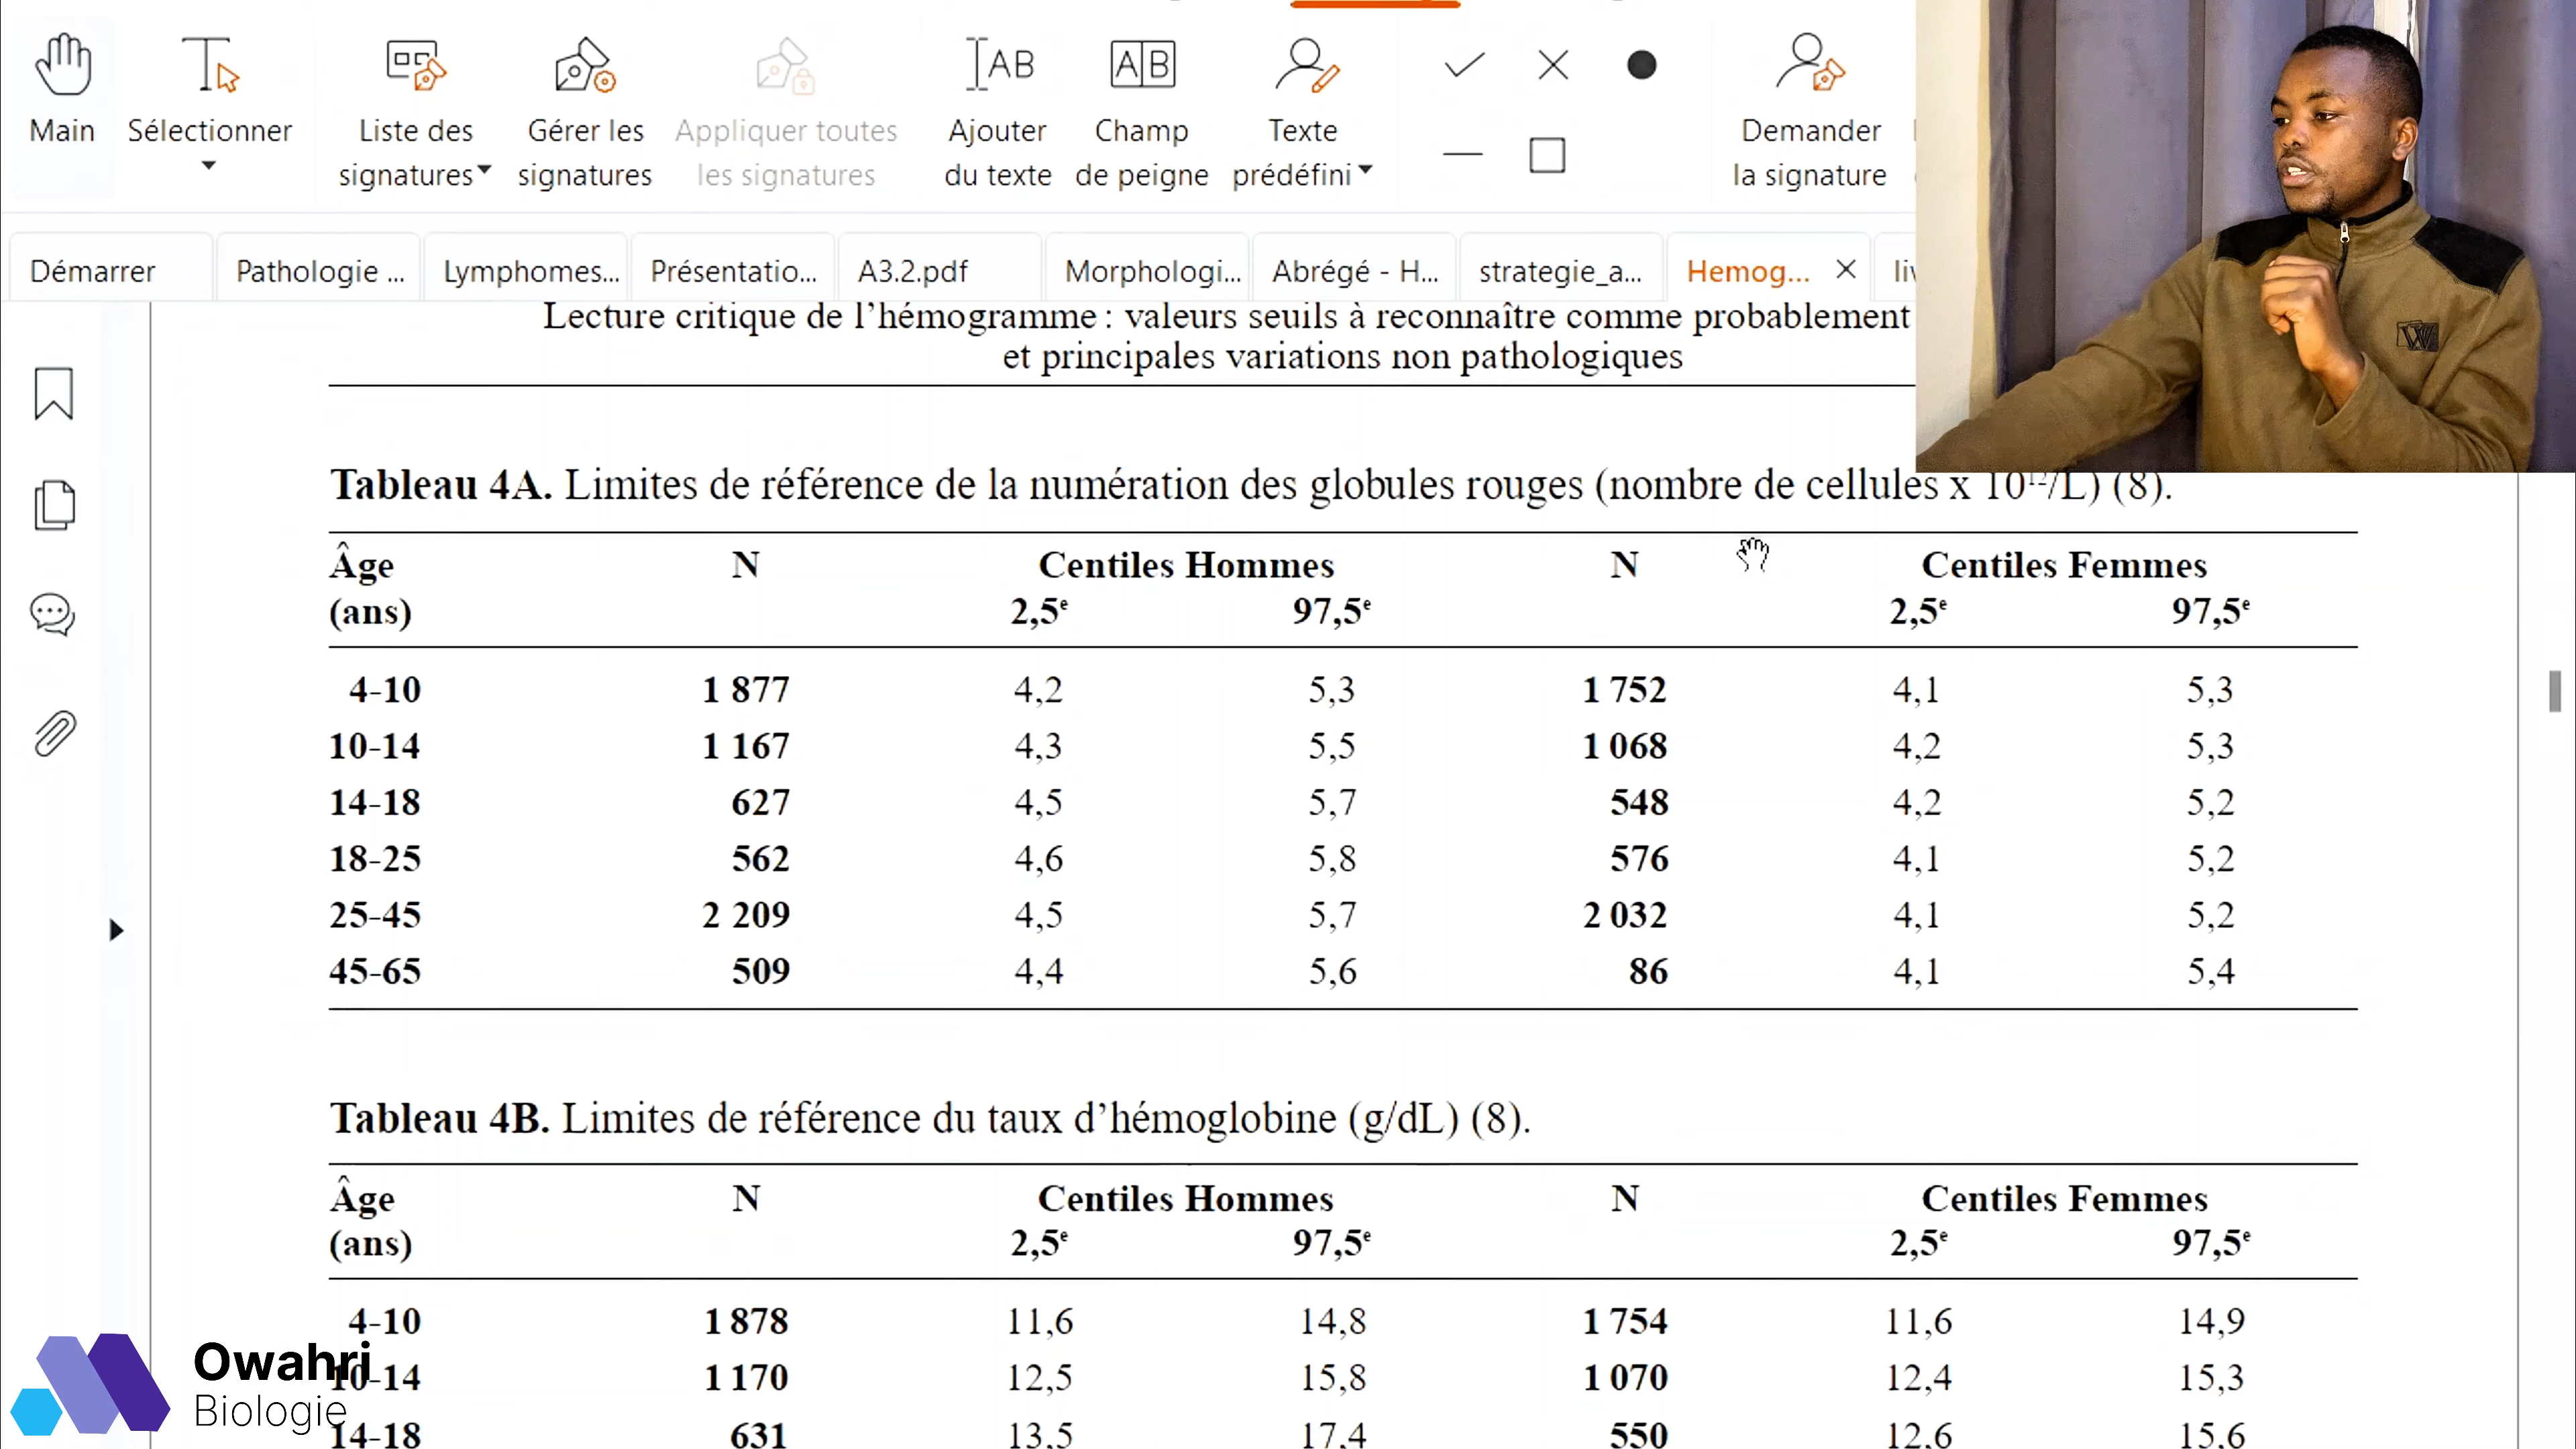 Main
Sélectionner
Liste des signatures
Gérer les signatures
Appliquer toutes les signatures
Ajouter du texte
Champ de peigne
Texte prédéfini
Demander la signature
Démarrer
Pathologie ...
Lymphomes...
Présentatio...
A3.2.pdf
Morphologi...
Abrégé - H...
strategie_a...
Hemog...
Lecture critique de l’hémogramme : valeurs seuils à reconnaître comme probablement
et principales variations non pathologiques
Tableau 4A. Limites de référence de la numération des globules rouges (nombre de cellules x 10¹²/L) (8).
Âge N Centiles Hommes N Centiles Femmes
(ans) 2,5ᵉ 97,5ᵉ 2,5ᵉ 97,5ᵉ
4-10 1 877 4,2 5,3 1 752 4,1 5,3
10-14 1 167 4,3 5,5 1 068 4,2 5,3
14-18 627 4,5 5,7 548 4,2 5,2
18-25 562 4,6 5,8 576 4,1 5,2
25-45 2 209 4,5 5,7 2 032 4,1 5,2
45-65 509 4,4 5,6 86 4,1 5,4
Tableau 4B. Limites de référence du taux d’hémoglobine (g/dL) (8).
Âge N Centiles Hommes N Centiles Femmes
(ans) 2,5ᵉ 97,5ᵉ 2,5ᵉ 97,5ᵉ
4-10 1 878 11,6 14,8 1 754 11,6 14,9
10-14 1 170 12,5 15,8 1 070 12,4 15,3
14-18 631 13,5 17,4 550 12,6 15,6
Owahri
Biologie